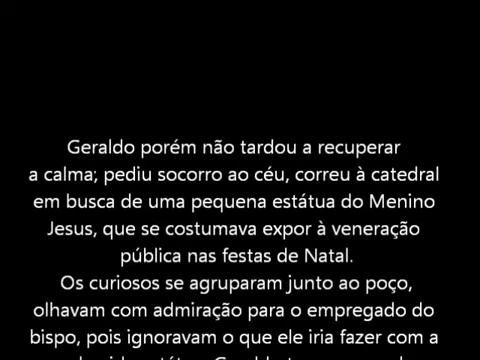 Geraldo porém não tardou a recuperar
a calma; pediu socorro ao céu, correu à catedral
em busca de uma pequena estátua do Menino
Jesus, que se costumava expor à veneração
pública nas festas de Natal.
Os curiosos se agruparam junto ao poço,
olhavam com admiração para o empregado do
bispo, pois ignoravam o que ele iria fazer com a